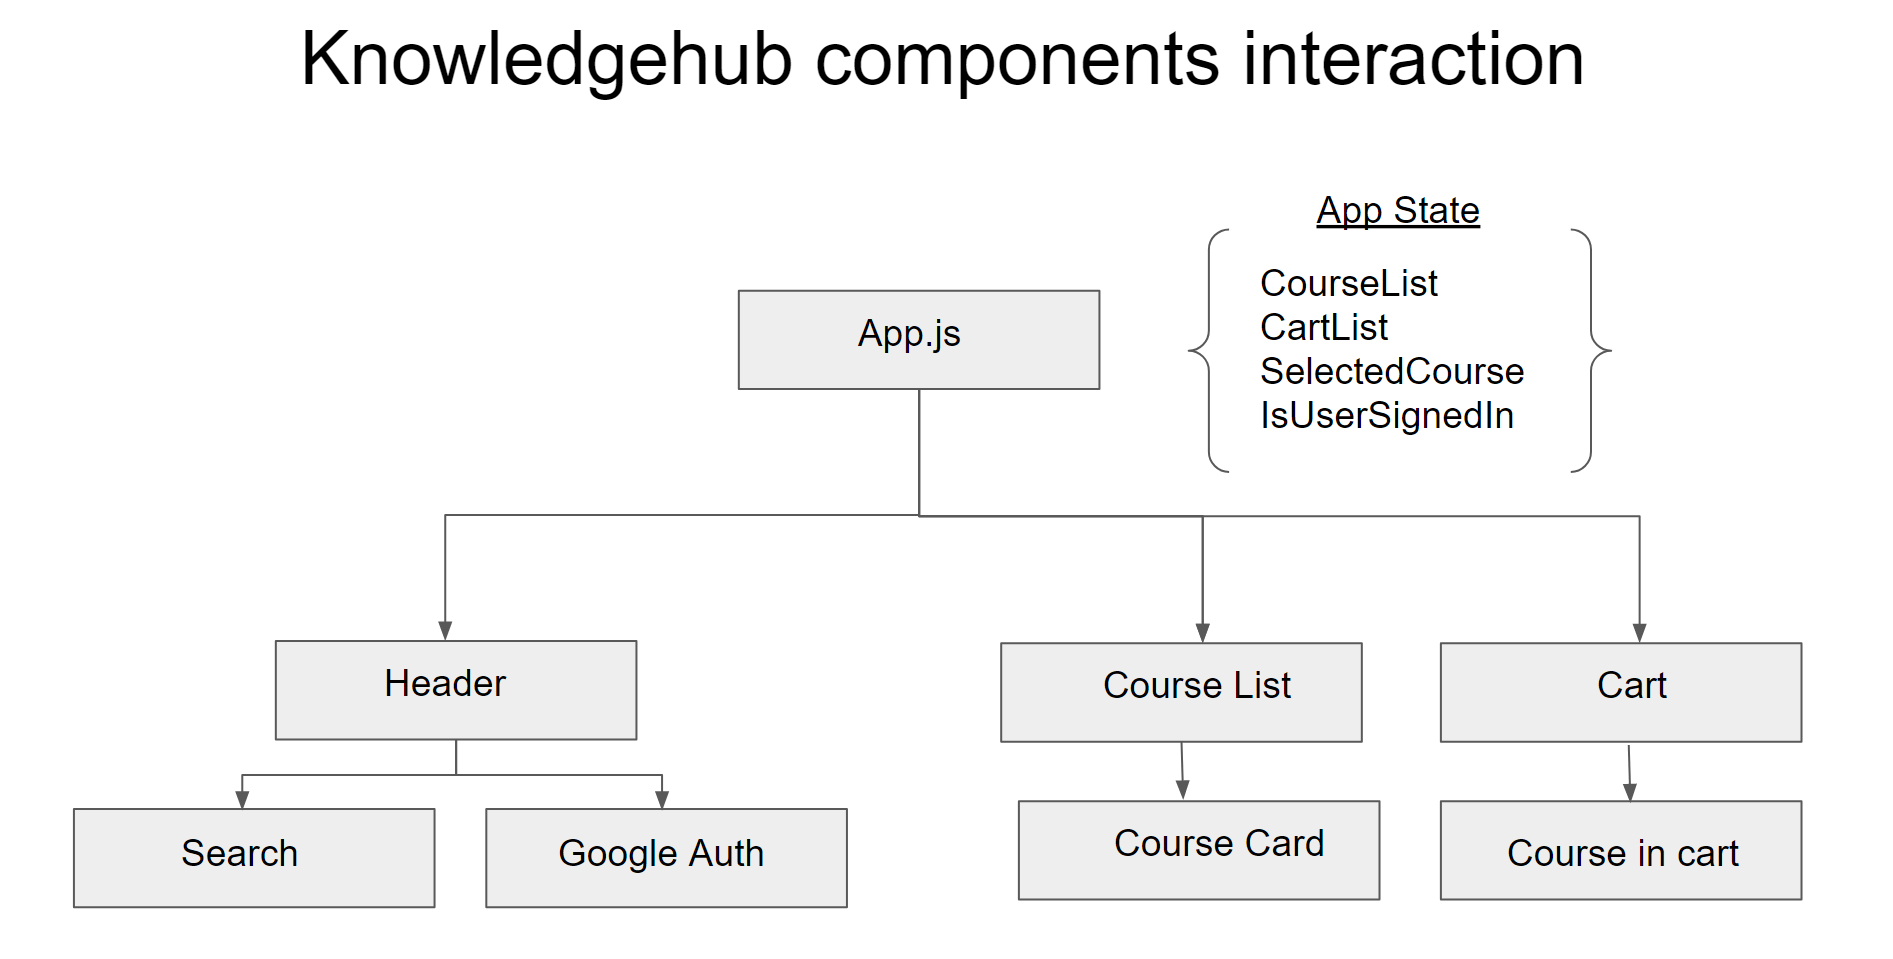 Knowledgehub components interaction
App State
CourseList
CartList
SelectedCourse
IsUserSignedIn
App.js
Header
Course List
Cart
Search
Google Auth
Course Card
Course in cart